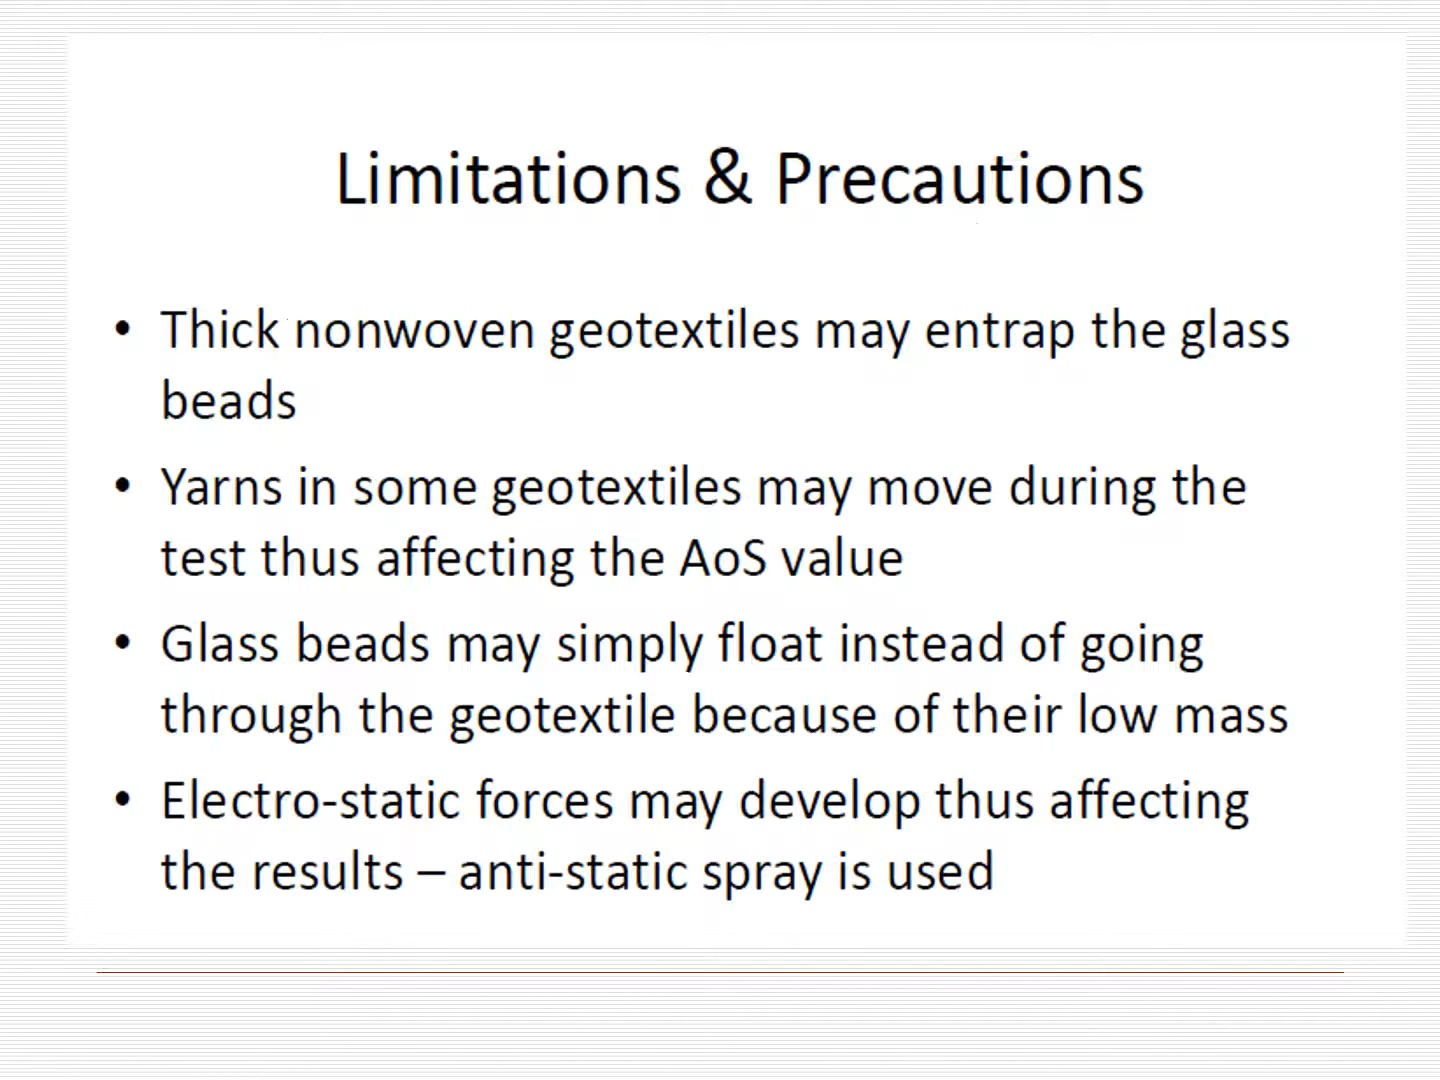 Limitations & Precautions
• Thick nonwoven geotextiles may entrap the glass
beads
• Yarns in some geotextiles may move during the
test thus affecting the AoS value
• Glass beads may simply float instead of going
through the geotextile because of their low mass
• Electro-static forces may develop thus affecting
the results – anti-static spray is used